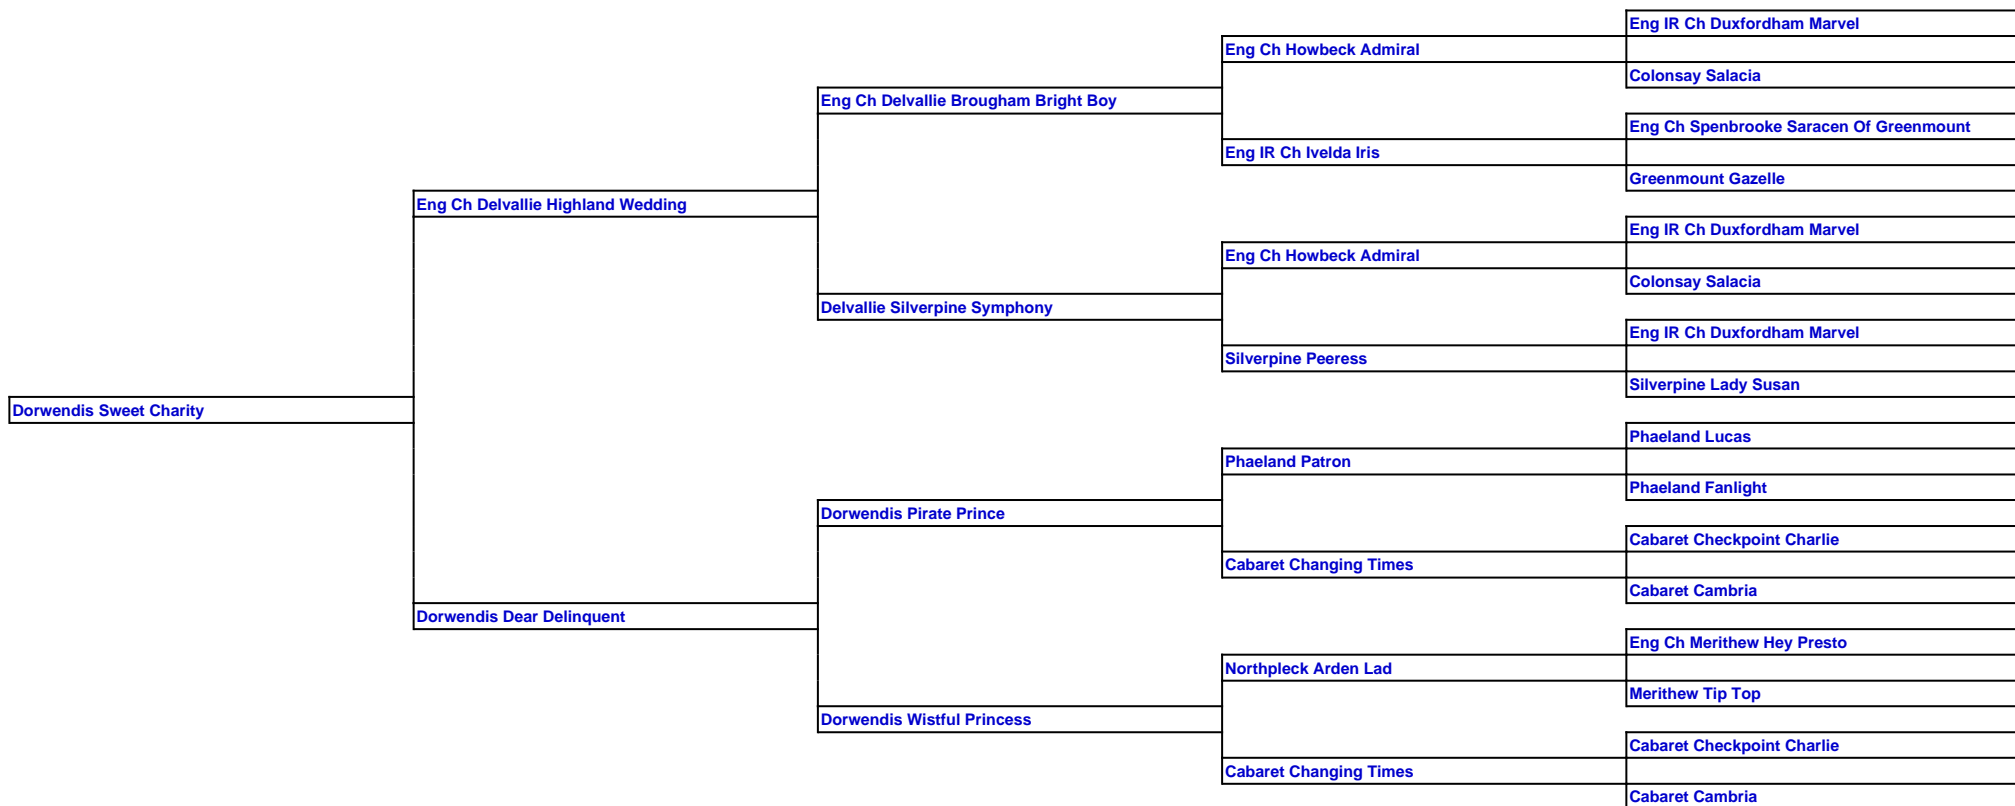 Eng IR Ch Duxfordham Marvel
Eng Ch Howbeck Admiral
Colonsay Salacia
Eng Ch Delvallie Brougham Bright Boy
Eng Ch Spenbrooke Saracen Of Greenmount
Eng IR Ch Ivelda Iris
Greenmount Gazelle
Eng Ch Delvallie Highland Wedding
Eng IR Ch Duxfordham Marvel
Eng Ch Howbeck Admiral
Colonsay Salacia
Delvallie Silverpine Symphony
Eng IR Ch Duxfordham Marvel
Silverpine Peeress
Silverpine Lady Susan
Dorwendis Sweet Charity
Phaeland Lucas
Phaeland Patron
Phaeland Fanlight
Dorwendis Pirate Prince
Cabaret Checkpoint Charlie
Cabaret Changing Times
Cabaret Cambria
Dorwendis Dear Delinquent
Eng Ch Merithew Hey Presto
Northpleck Arden Lad
Merithew Tip Top
Dorwendis Wistful Princess
Cabaret Checkpoint Charlie
Cabaret Changing Times
Cabaret Cambria